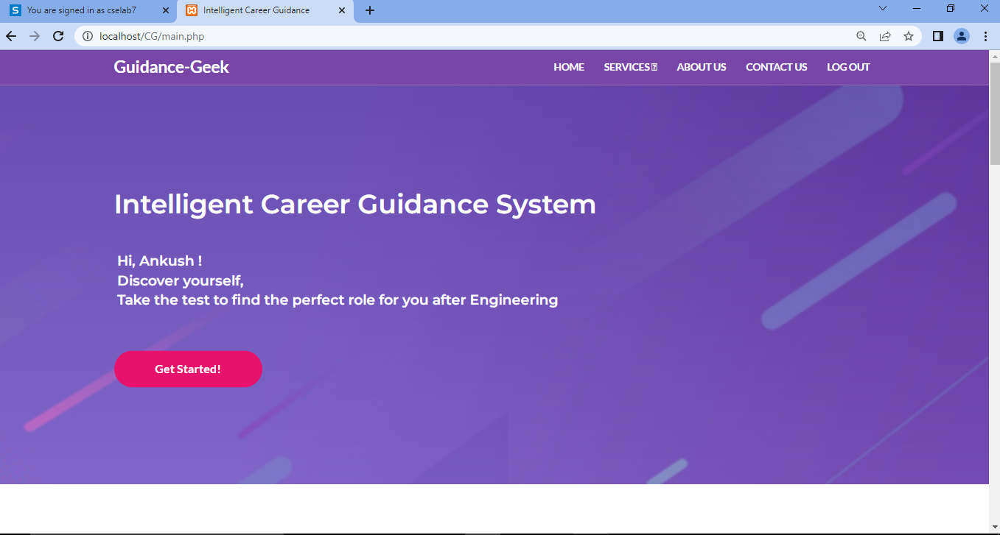 You are signed in as cselab7
Intelligent Career Guidance
localhost/CG/main.php
Guidance-Geek
HOME
SERVICES
ABOUT US
CONTACT US
LOG OUT
Intelligent Career Guidance System
Hi, Ankush !
Discover yourself,
Take the test to find the perfect role for you after Engineering
Get Started!